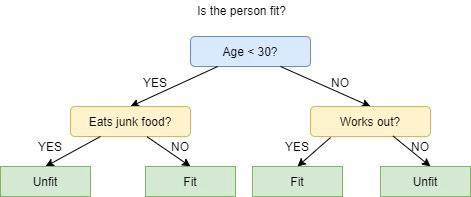 Is the person fit?
Age < 30?
YES
NO
Eats junk food?
Works out?
YES
NO
YES
NO
Unfit
Fit
Fit
Unfit